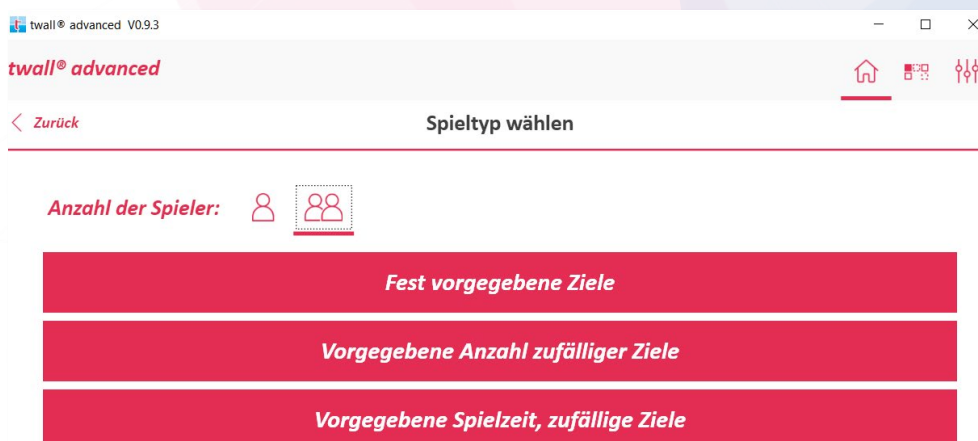 twall® advanced V0.9.3
twall® advanced
Zurück
Spieltyp wählen
Anzahl der Spieler:
Fest vorgegebene Ziele
Vorgegebene Anzahl zufälliger Ziele
Vorgegebene Spielzeit, zufällige Ziele